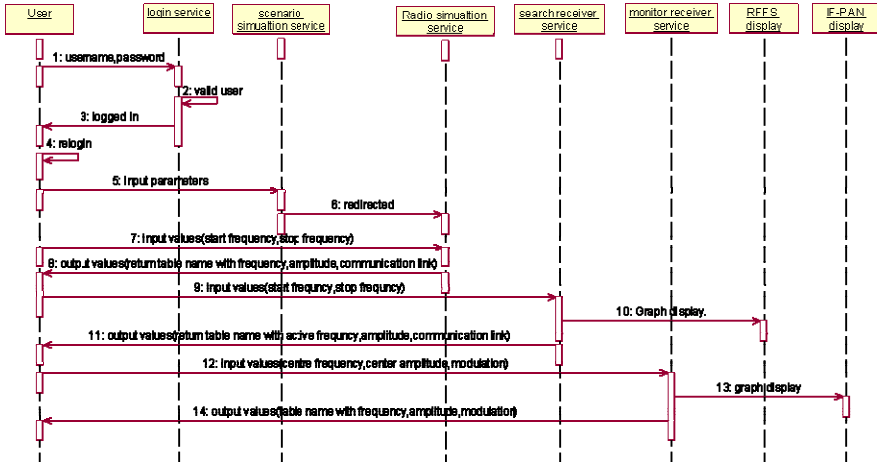 User
login service
scenario
simualtion service
Radio simualtion
service
search receiver
service
monitor receiver
service
RFFS
display
IF-PAN
display
1: username,password
2: valid user
3: logged in
4: relogin
5: input parameters
6: redirected
7: input values(start frequency,stop frequency)
8: output values(return table name with frequency,amplitude,communication link)
9: input values(start frequncy,stop frequncy)
10: Graph display.
11: output values(return table name with active frequncy,amplitude,communication link)
12: input values(centre frequency,center amplitude,modulation)
13: graph display
14: output values(table name with frequency,amplitude,modulation)